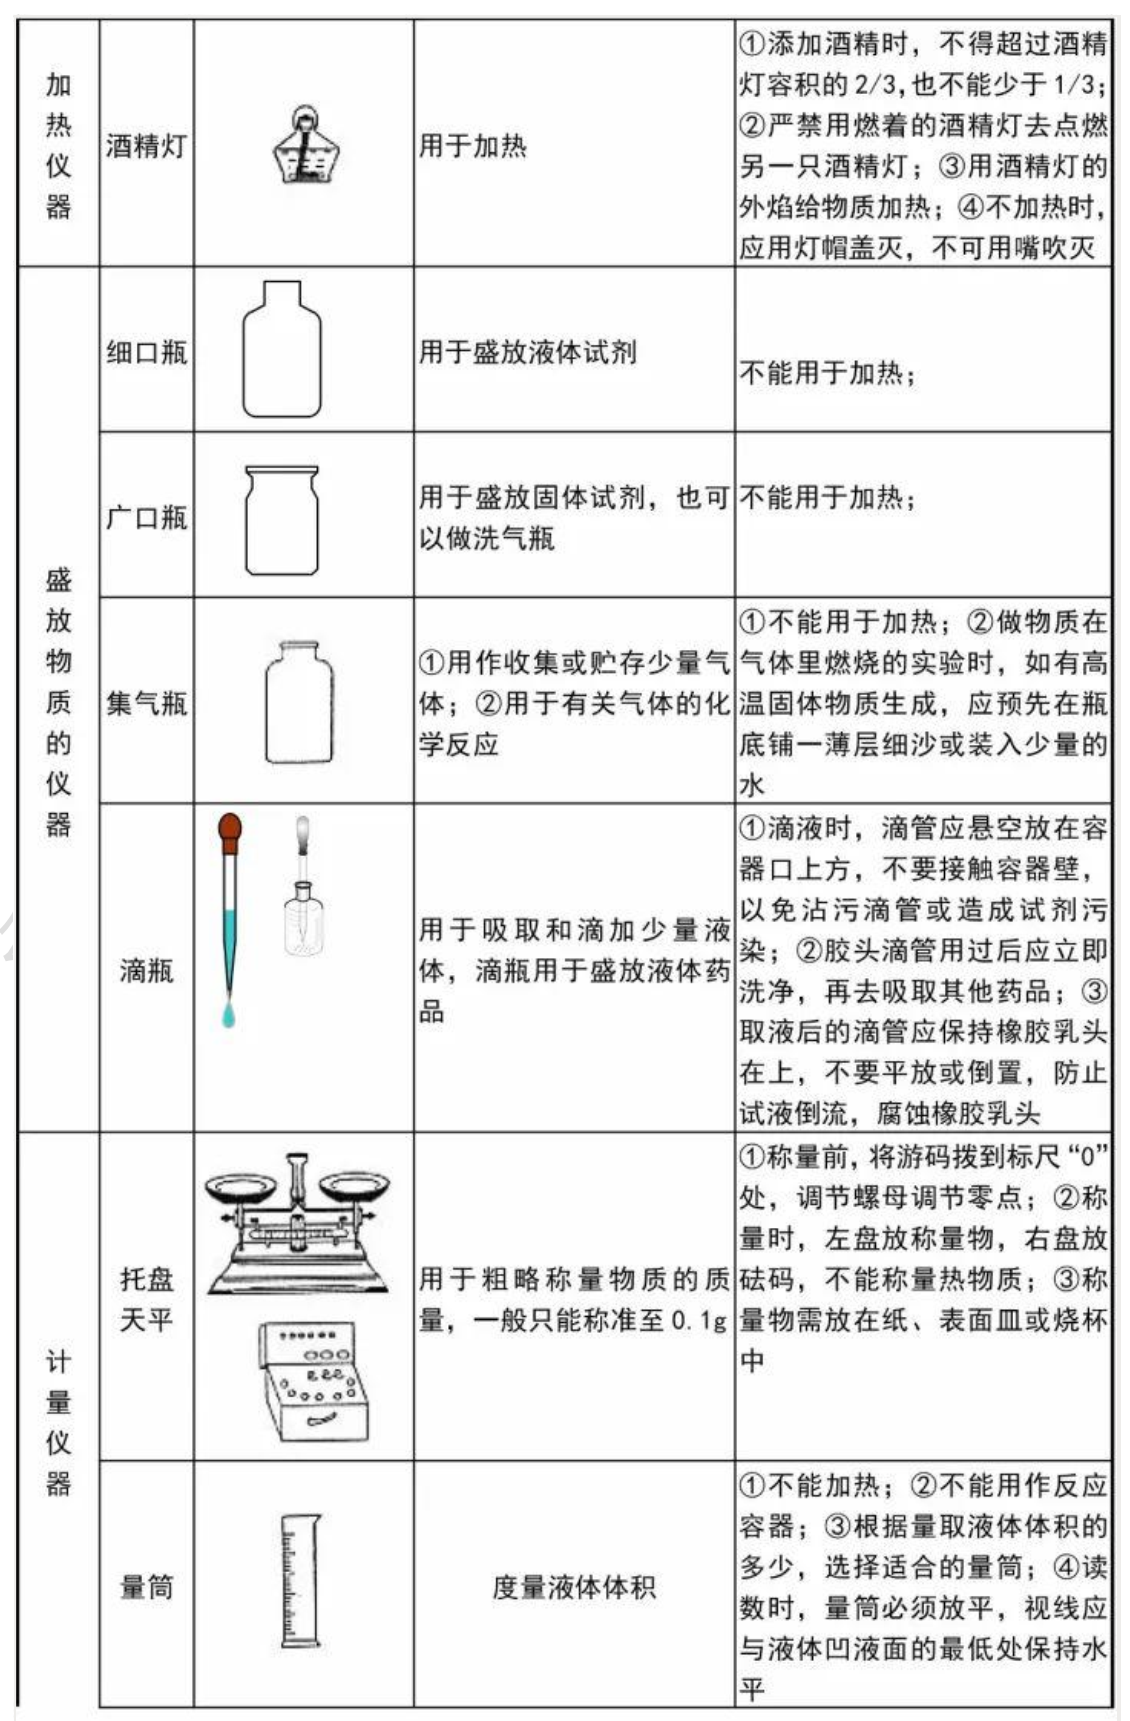 加
热
仪
器
酒精灯
用于加热
①添加酒精时，不得超过酒精
灯容积的2/3,也不能少于1/3；
②严禁用燃着的酒精灯去点燃
另一只酒精灯；③用酒精灯的
外焰给物质加热；④不加热时，
应用灯帽盖灭，不可用嘴吹灭
盛
放
物
质
的
仪
器
细口瓶
用于盛放液体试剂
不能用于加热；
广口瓶
用于盛放固体试剂，也可
以做洗气瓶
不能用于加热；
集气瓶
①用作收集或贮存少量气
体；②用于有关气体的化
学反应
①不能用于加热；②做物质在
气体里燃烧的实验时，如有高
温固体物质生成，应预先在瓶
底铺一薄层细沙或装入少量的
水
滴瓶
用于吸取和滴加少量液
体，滴瓶用于盛放液体药
品
①滴液时，滴管应悬空放在容
器口上方，不要接触容器壁，
以免沾污滴管或造成试剂污
染；②胶头滴管用过后应立即
洗净，再去吸取其他药品；③
取液后的滴管应保持橡胶乳头
在上，不要平放或倒置，防止
试液倒流，腐蚀橡胶乳头
计
量
仪
器
托盘
天平
用于粗略称量物质的质
量，一般只能称准至0.1g
①称量前，将游码拨到标尺“0”
处，调节螺母调节零点；②称
量时，左盘放称量物，右盘放
砝码，不能称量热物质；③称
量物需放在纸、表面皿或烧杯
中
量筒
度量液体体积
①不能加热；②不能用作反应
容器；③根据量取液体体积的
多少，选择适合的量筒；④读
数时，量筒必须放平，视线应
与液体凹液面的最低处保持水
平